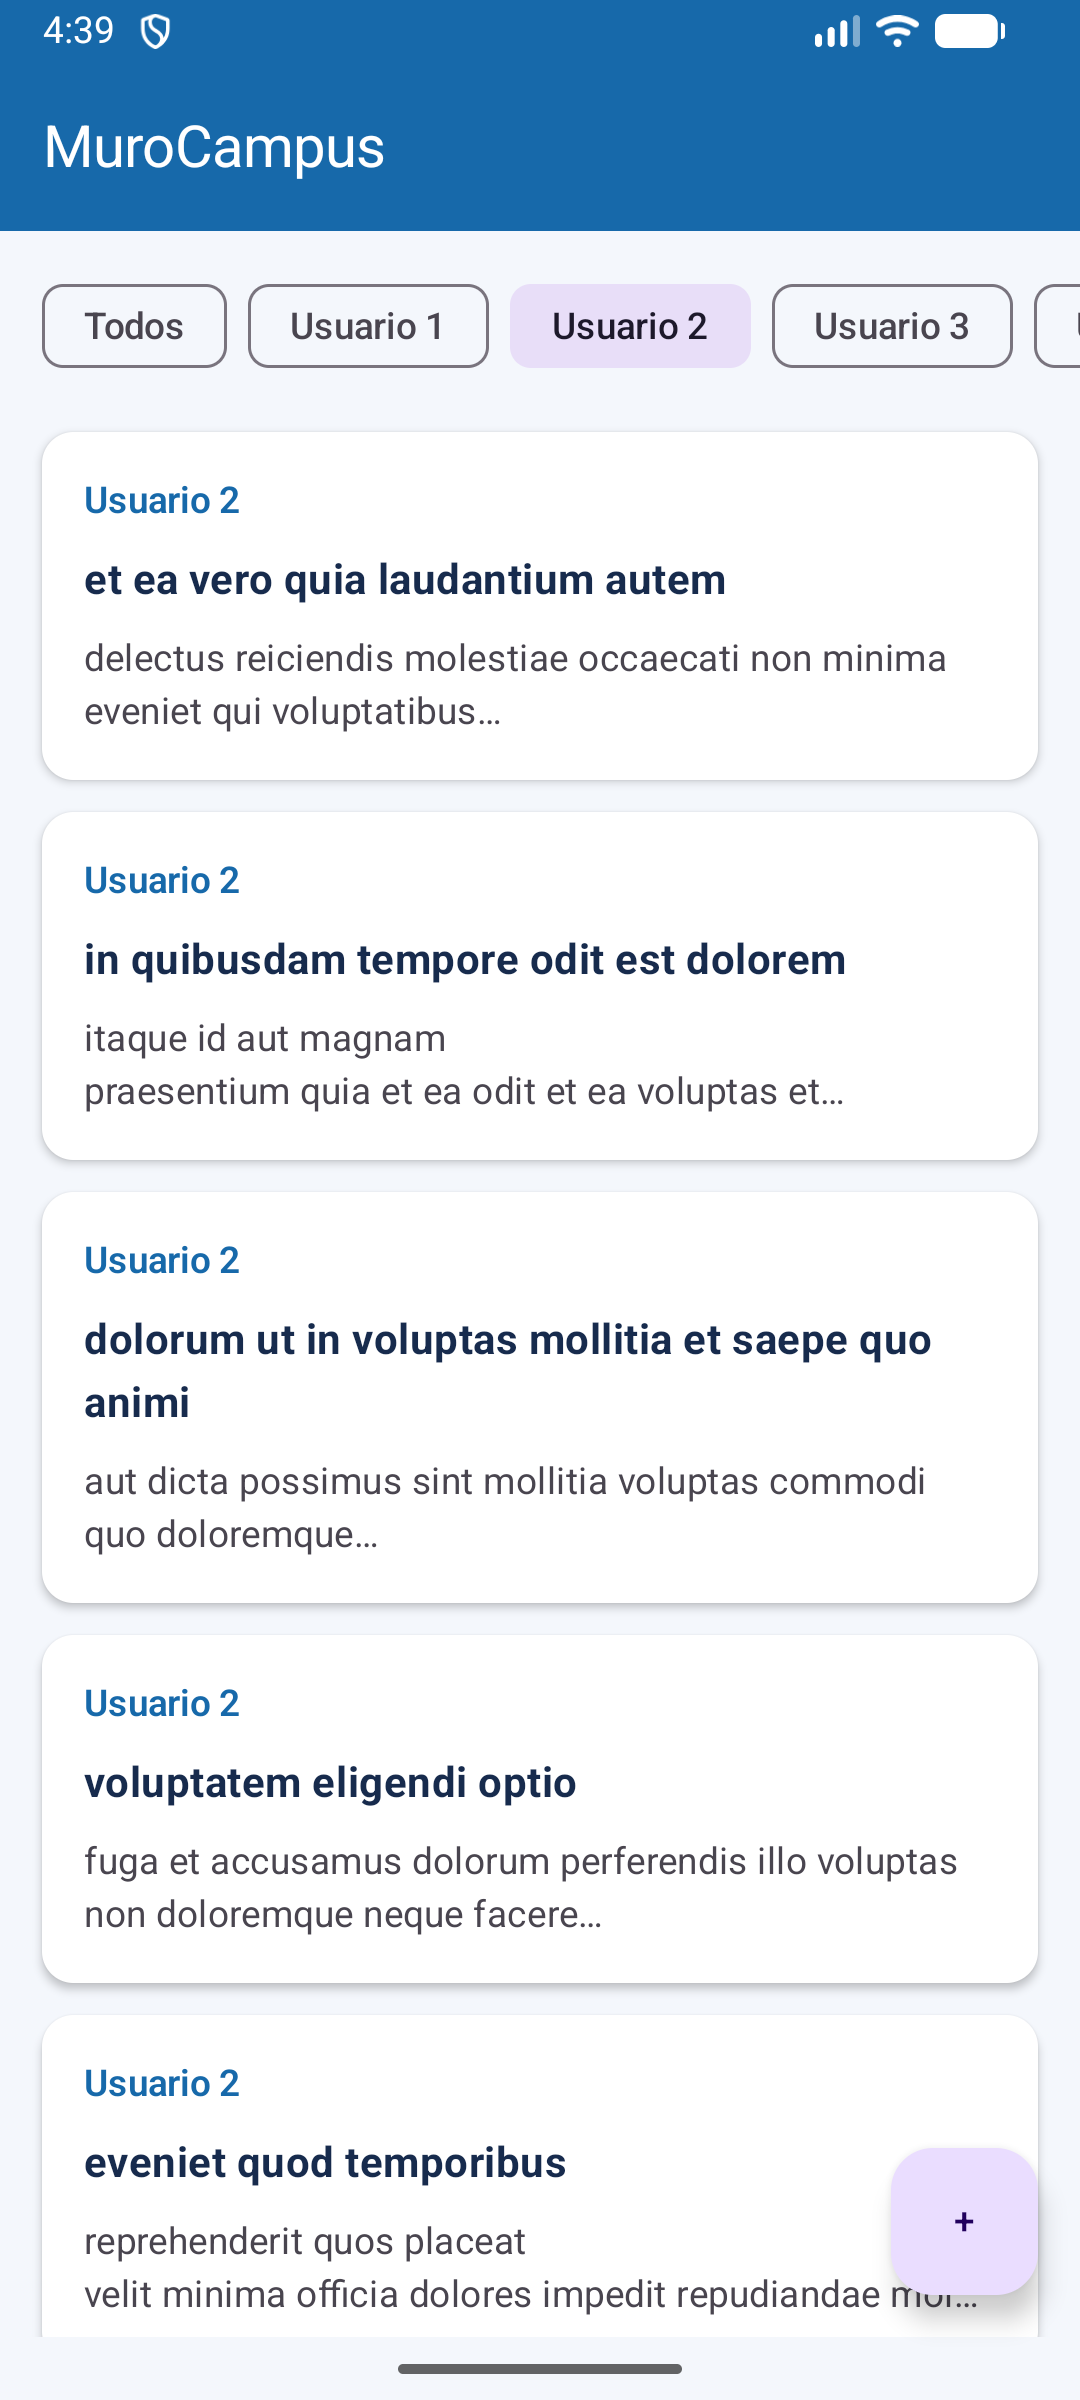 4:39
MuroCampus
Todos
Usuario 1
Usuario 2
Usuario 3
Usuario 2
et ea vero quia laudantium autem
delectus reiciendis molestiae occaecati non minima
eveniet qui voluptatibus…
Usuario 2
in quibusdam tempore odit est dolorem
itaque id aut magnam
praesentium quia et ea odit et ea voluptas et…
Usuario 2
dolorum ut in voluptas mollitia et saepe quo
animi
aut dicta possimus sint mollitia voluptas commodi
quo doloremque…
Usuario 2
voluptatem eligendi optio
fuga et accusamus dolorum perferendis illo voluptas
non doloremque neque facere…
Usuario 2
eveniet quod temporibus
reprehenderit quos placeat
velit minima officia dolores impedit repudiandae
+